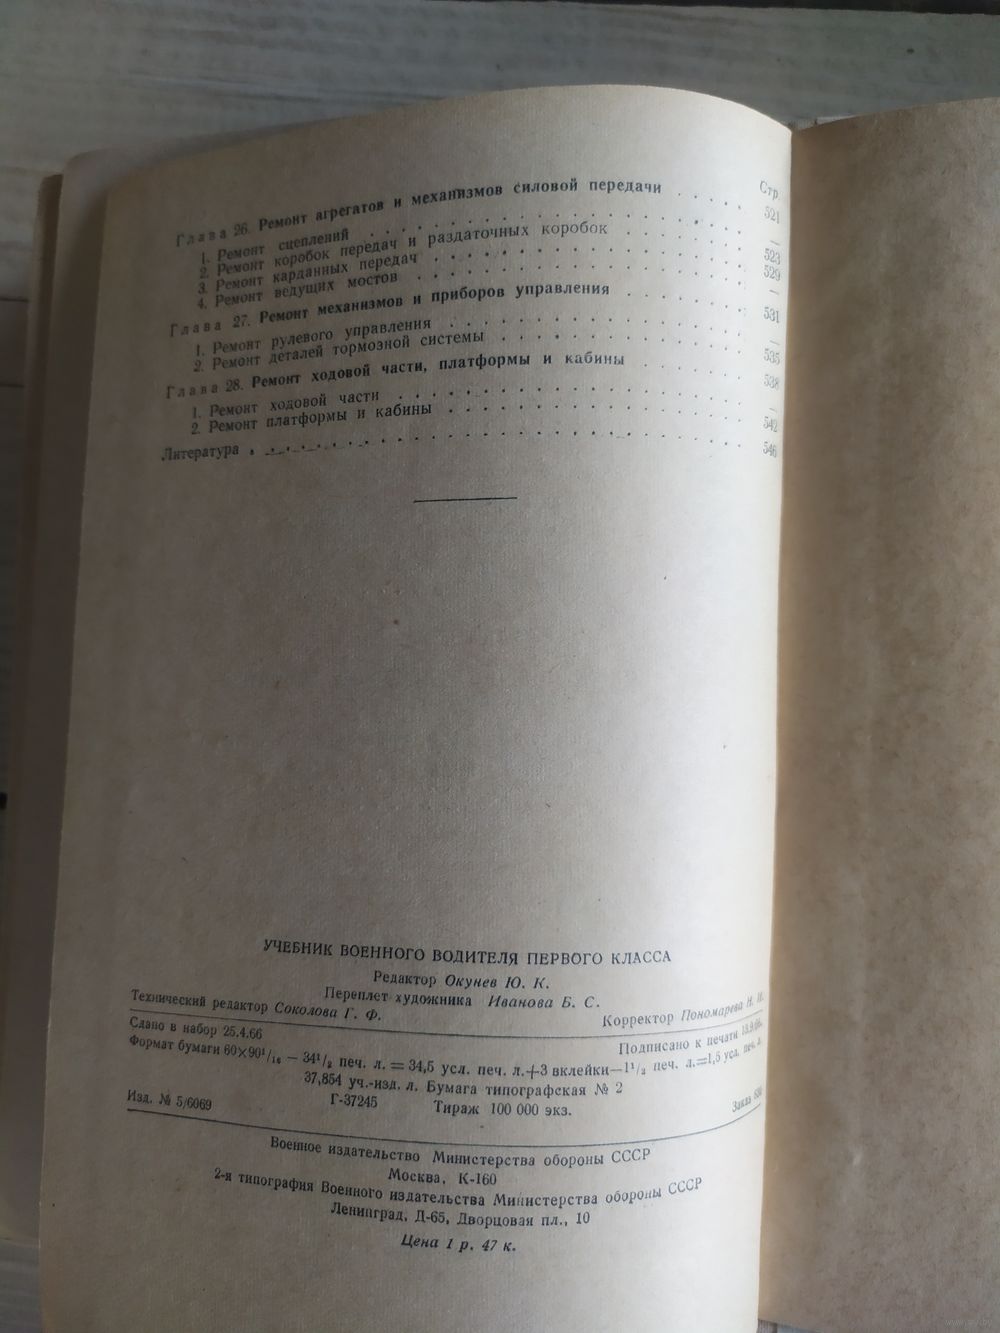 Стр.
Глава 26. Ремонт агрегатов и механизмов силовой передачи . . . . 521
1. Ремонт сцеплений . . . . . . . . . . . . . . . —
2. Ремонт коробок передач и раздаточных коробок . . . . . . 523
3. Ремонт карданных передач . . . . . . . . . . . . . 529
4. Ремонт ведущих мостов . . . . . . . . . . . . . . —
Глава 27. Ремонт механизмов и приборов управления . . . . . . 531
1. Ремонт рулевого управления . . . . . . . . . . . . —
2. Ремонт деталей тормозной системы . . . . . . . . . . 535
Глава 28. Ремонт ходовой части, платформы и кабины . . . . . 538
1. Ремонт ходовой части . . . . . . . . . . . . . . —
2. Ремонт платформы и кабины . . . . . . . . . . . . 542
Литература . . . . . . . . . . . . . . . . . . 546
УЧЕБНИК ВОЕННОГО ВОДИТЕЛЯ ПЕРВОГО КЛАССА
Редактор Окунев Ю. К.
Переплет художника Иванова Б. С.
Технический редактор Соколова Г. Ф. Корректор Пономарева Н. И.
Сдано в набор 25.4.66 Подписано к печати 13.9.66.
Формат бумаги 60×90¹/₁₆ — 34¹/₂ печ. л. = 34,5 усл. печ. л.+3 вклейки—1¹/₂ печ. л.=1,5 усл. печ. л.
37,854 уч.-изд. л. Бумага типографская № 2
Г-37245 Тираж 100 000 экз.
Изд. № 5/6069 Заказ
Военное издательство Министерства обороны СССР
Москва, К-160
2-я типография Военного издательства Министерства обороны СССР
Ленинград, Д-65, Дворцовая пл., 10
Цена 1 р. 47 к.